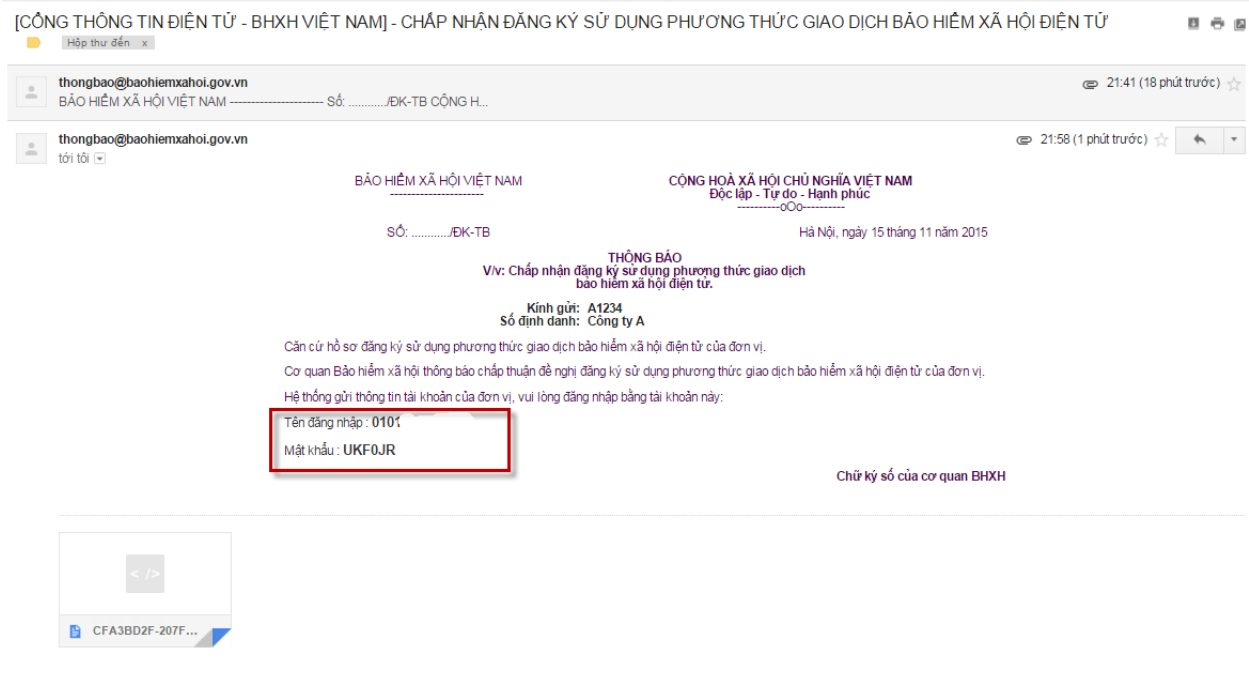 [CỔNG THÔNG TIN ĐIỆN TỬ - BHXH VIỆT NAM] - CHẤP NHẬN ĐĂNG KÝ SỬ DỤNG PHƯƠNG THỨC GIAO DỊCH BẢO HIỂM XÃ HỘI ĐIỆN TỬ
Hộp thư đến x
thongbao@baohiemxahoi.gov.vn 21:41 (18 phút trước)
BẢO HIỂM XÃ HỘI VIỆT NAM ---------------------- Số: .........../ĐK-TB CỘNG H...
thongbao@baohiemxahoi.gov.vn 21:58 (1 phút trước)
tới tôi
BẢO HIỂM XÃ HỘI VIỆT NAM CỘNG HOÀ XÃ HỘI CHỦ NGHĨA VIỆT NAM
---------------------- Độc lập - Tự do - Hạnh phúc
----------oOo----------
SỐ: .........../ĐK-TB Hà Nội, ngày 15 tháng 11 năm 2015
THÔNG BÁO
V/v: Chấp nhận đăng ký sử dụng phương thức giao dịch
bảo hiểm xã hội điện tử.
Kính gửi: A1234
Số định danh: Công ty A
Căn cứ hồ sơ đăng ký sử dụng phương thức giao dịch bảo hiểm xã hội điện tử của đơn vị.
Cơ quan Bảo hiểm xã hội thông báo chấp thuận đề nghị đăng ký sử dụng phương thức giao dịch bảo hiểm xã hội điện tử của đơn vị.
Hệ thống gửi thông tin tài khoản của đơn vị, vui lòng đăng nhập bằng tài khoản này:
Tên đăng nhập : 0101
Mật khẩu : UKF0JR
Chữ ký số của cơ quan BHXH
</> 
CFA3BD2F-207F...